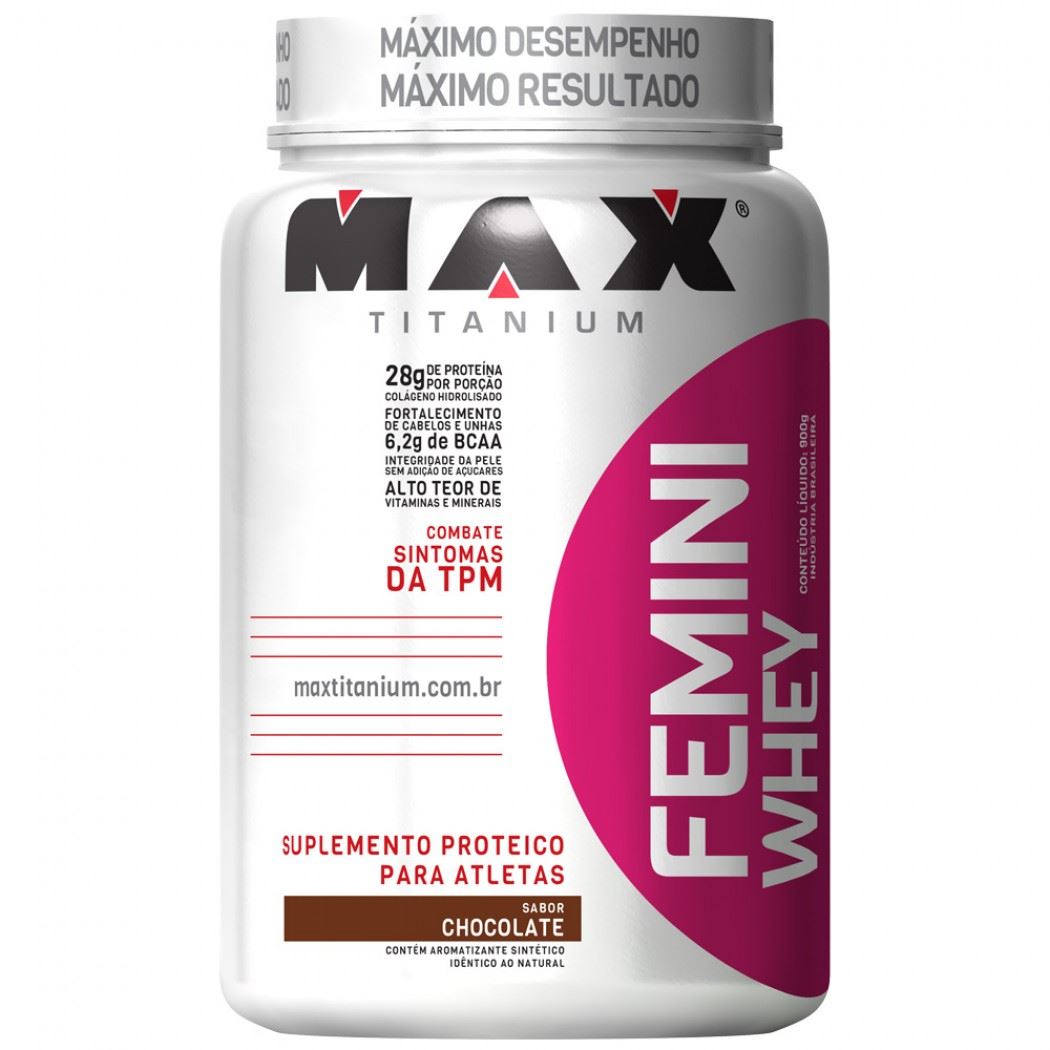 MÁXIMO DESEMPENHO
MÁXIMO RESULTADO
MAX®
TITANIUM
28g DE PROTEÍNA
POR PORÇÃO
COLÁGENO HIDROLISADO
FORTALECIMENTO
DE CABELOS E UNHAS
6,2g de BCAA
INTEGRIDADE DA PELE
SEM ADIÇÃO DE AÇUCARES
ALTO TEOR DE
VITAMINAS E MINERAIS
COMBATE
SINTOMAS
DA TPM
maxtitanium.com.br
FEMINI
WHEY
CONTEÚDO LÍQUIDO: 900g
INDÚSTRIA BRASILEIRA
SUPLEMENTO PROTEICO
PARA ATLETAS
SABOR
CHOCOLATE
CONTÉM AROMATIZANTE SINTÉTICO
IDÊNTICO AO NATURAL